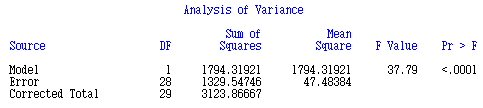 Analysis of Variance
Sum of Mean
Source DF Squares Square F Value Pr > F
Model 1 1794.31921 1794.31921 37.79 <.0001
Error 28 1329.54746 47.48384
Corrected Total 29 3123.86667